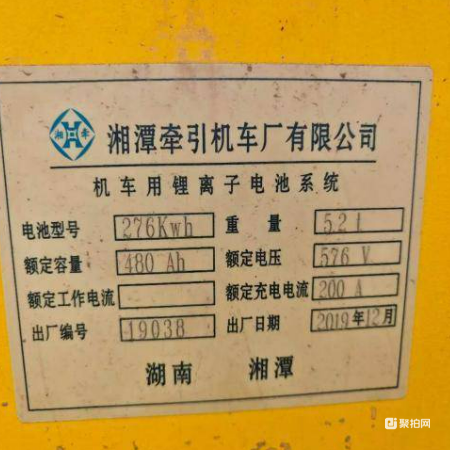 湘 牵
湘潭牵引机车厂有限公司
机车用锂离子电池系统
电池型号 276Kwh 重量 5.2 t
额定容量 480 Ah 额定电压 576 V
额定工作电流 额定充电电流 200 A
出厂编号 19038 出厂日期 2019年12月
湖南 湘潭
聚拍网